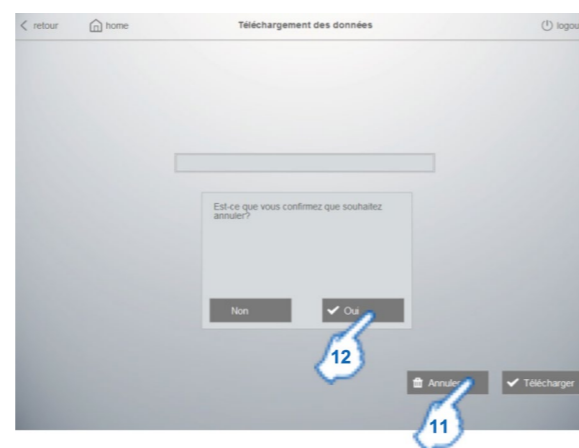 retour home Téléchargement des données logou
Est-ce que vous confirmez que souhaitez
annuler?
Non Oui
12
Annuler Télécharger
11